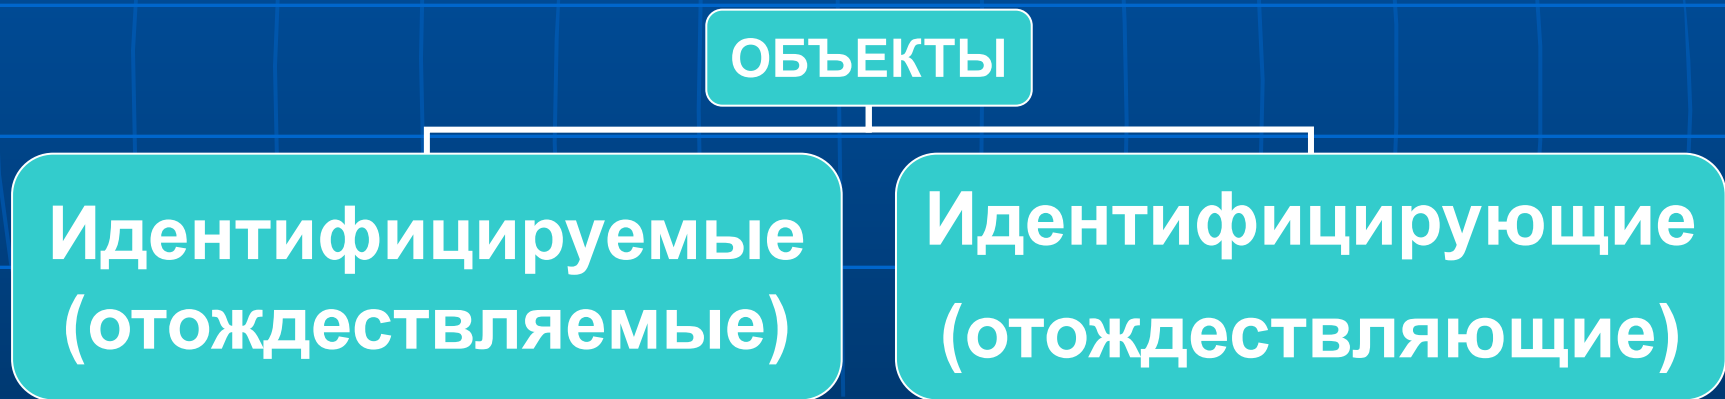 ОБЪЕКТЫ
Идентифицируемые
(отождествляемые)
Идентифицирующие
(отождествляющие)